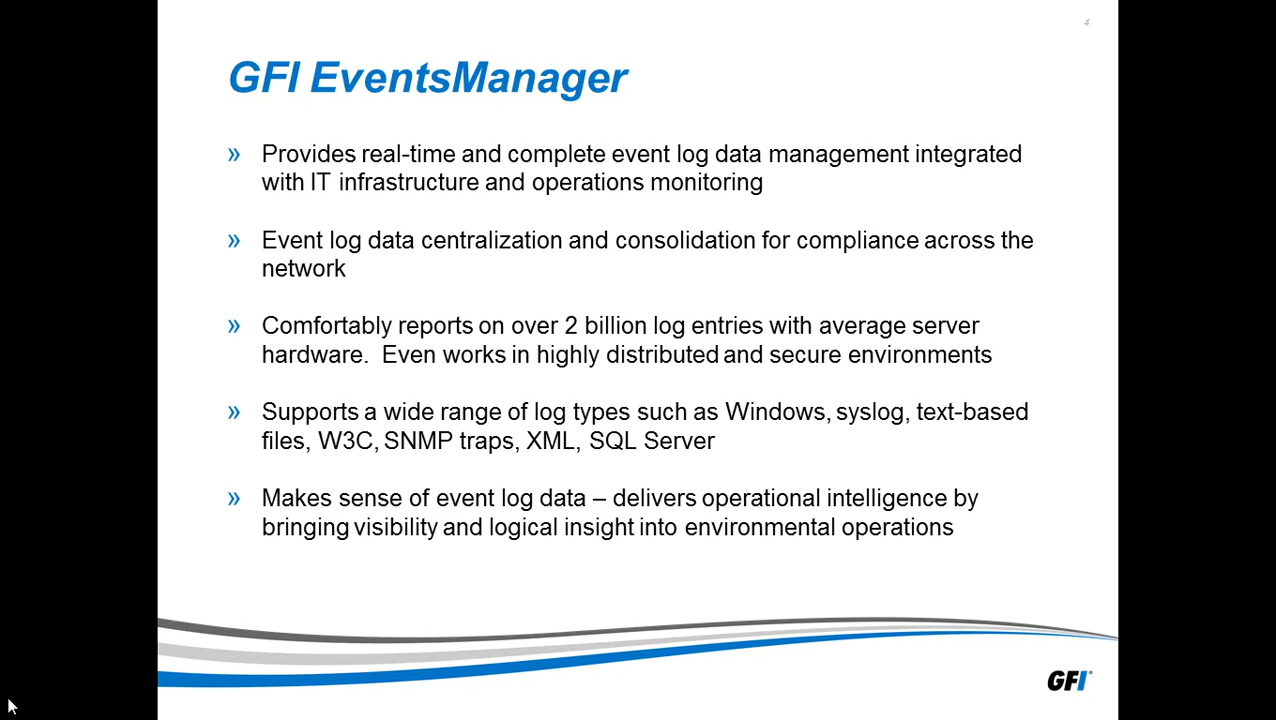 4
GFI EventsManager
» Provides real-time and complete event log data management integrated
with IT infrastructure and operations monitoring
» Event log data centralization and consolidation for compliance across the
network
» Comfortably reports on over 2 billion log entries with average server
hardware.  Even works in highly distributed and secure environments
» Supports a wide range of log types such as Windows, syslog, text-based
files, W3C, SNMP traps, XML, SQL Server
» Makes sense of event log data – delivers operational intelligence by
bringing visibility and logical insight into environmental operations
GFI